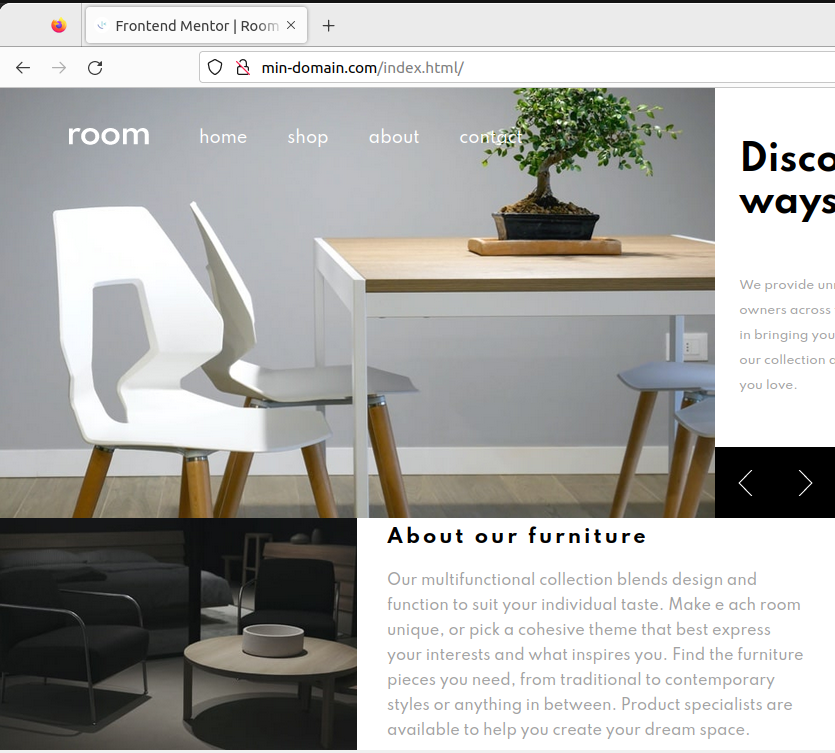 Frontend Mentor | Room
min-domain.com/index.html/
room home shop about contact
Disco
ways
We provide un
owners across
in bringing you
our collection
you love.
About our furniture
Our multifunctional collection blends design and
function to suit your individual taste. Make e ach room
unique, or pick a cohesive theme that best express
your interests and what inspires you. Find the furniture
pieces you need, from traditional to contemporary
styles or anything in between. Product specialists are
available to help you create your dream space.